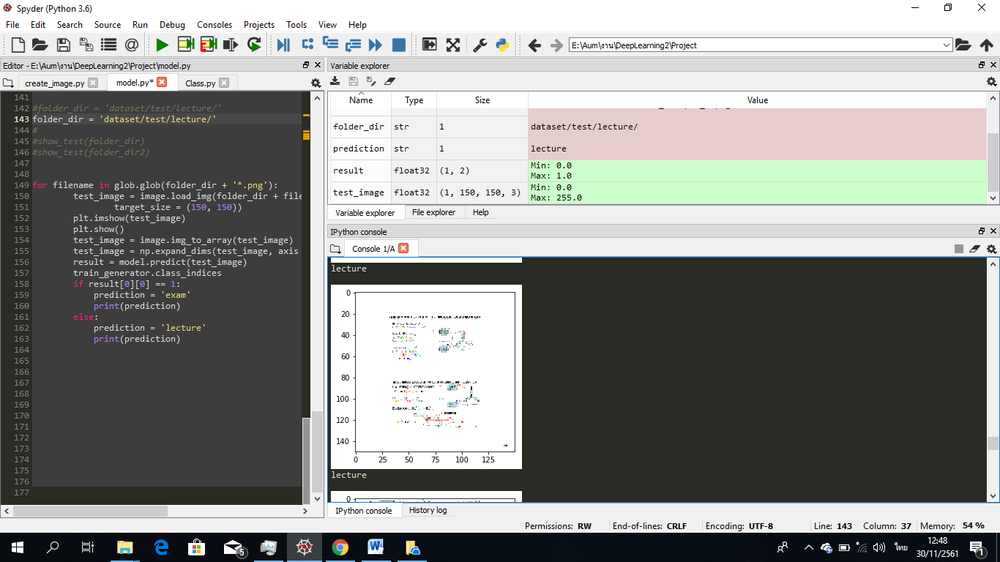 Spyder (Python 3.6)
File Edit Search Source Run Debug Consoles Projects Tools View Help
E:\Aum\งาน\DeepLearning2\Project
Editor - E:\Aum\งาน\DeepLearning2\Project\model.py
create_image.py model.py* Class.py
141
142 #folder_dir = 'dataset/test/lecture/'
143 folder_dir = 'dataset/test/lecture/'
144 #
145 #show_test(folder_dir)
146 #show_test(folder_dir2)
147
148
149 for filename in glob.glob(folder_dir + '*.png'):
150 test_image = image.load_img(folder_dir + file
151 target_size = (150, 150))
152 plt.imshow(test_image)
153 plt.show()
154 test_image = image.img_to_array(test_image)
155 test_image = np.expand_dims(test_image, axis
156 result = model.predict(test_image)
157 train_generator.class_indices
158 if result[0][0] == 1:
159 prediction = 'exam'
160 print(prediction)
161 else:
162 prediction = 'lecture'
163 print(prediction)
164
165
166
167
168
169
170
171
172
173
174
175
176
177
Variable explorer
Name Type Size Value
folder_dir str 1 dataset/test/lecture/
prediction str 1 lecture
result float32 (1, 2) Min: 0.0
Max: 1.0
test_image float32 (1, 150, 150, 3) Min: 0.0
Max: 255.0
Variable explorer File explorer Help
IPython console
Console 1/A
lecture
0
20
40
60
80
100
120
140
0 25 50 75 100 125
lecture
0
IPython console History log
Permissions: RW End-of-lines: CRLF Encoding: UTF-8 Line: 143 Column: 37 Memory: 54 %
5
ไทย
12:48
30/11/2561
1